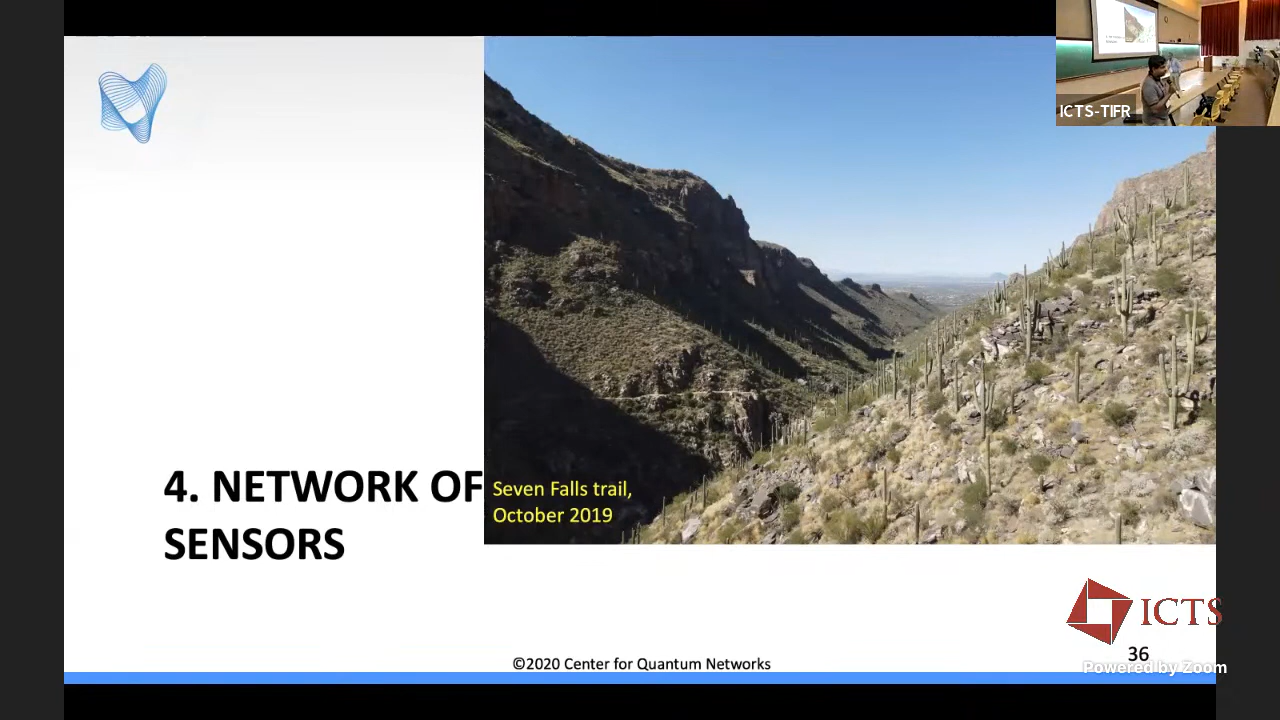 ICTS-TIFR
4. NETWORK OF
SENSORS
Seven Falls trail,
October 2019
ICTS
36
©2020 Center for Quantum Networks
Powered by Zoom